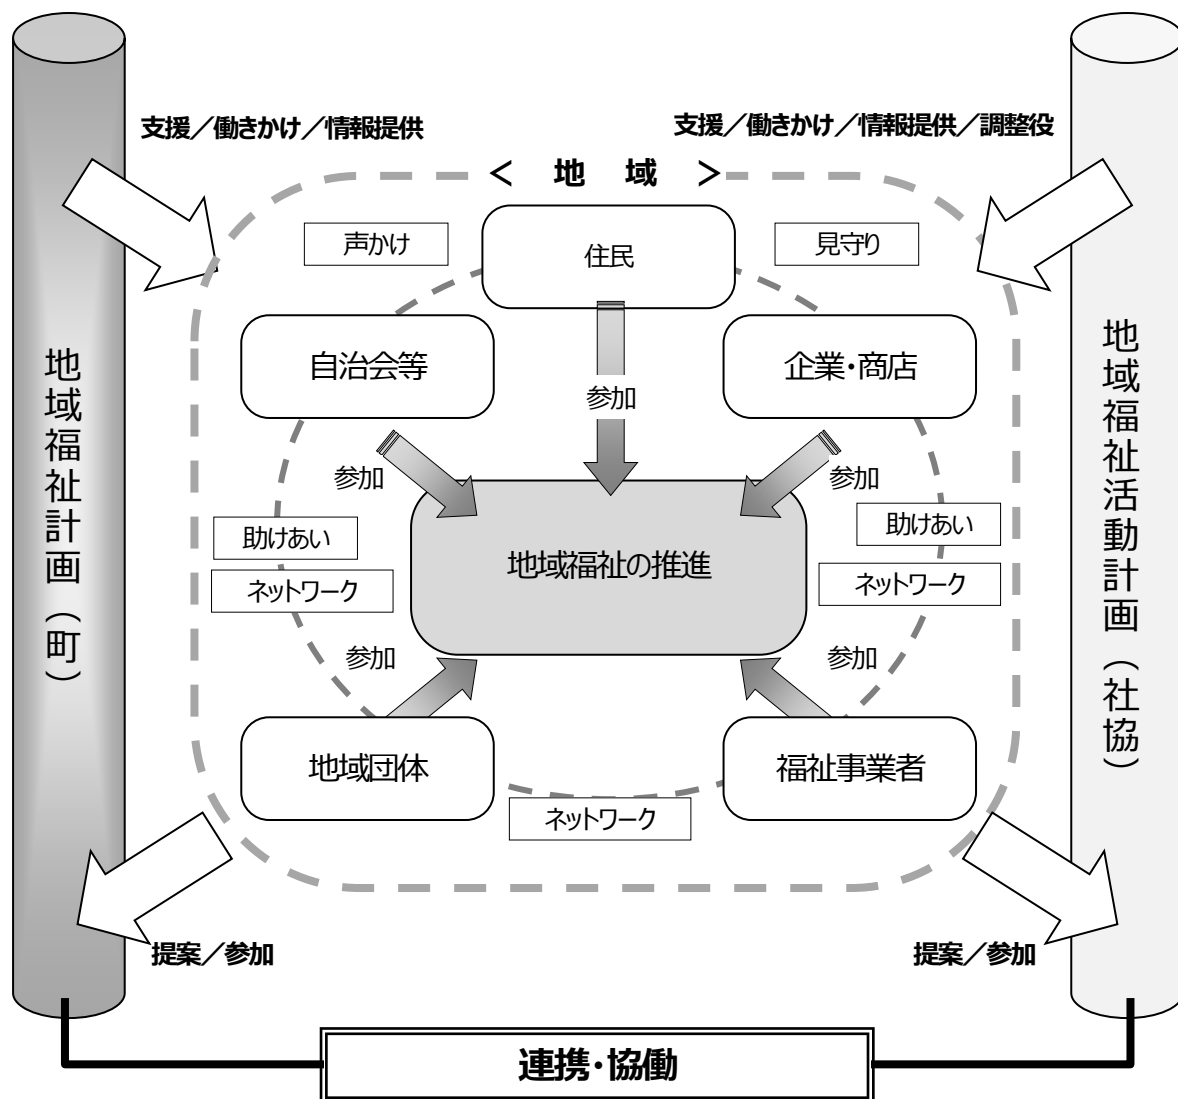 支援／働きかけ／情報提供
支援／働きかけ／情報提供／調整役
＜ 地 域 ＞
声かけ
住民
見守り
自治会等
企業・商店
参加
参加
参加
助けあい
ネットワーク
地域福祉の推進
助けあい
ネットワーク
参加
参加
地域団体
福祉事業者
ネットワーク
地域福祉計画（町）
地域福祉活動計画（社協）
提案／参加
提案／参加
連携・協働